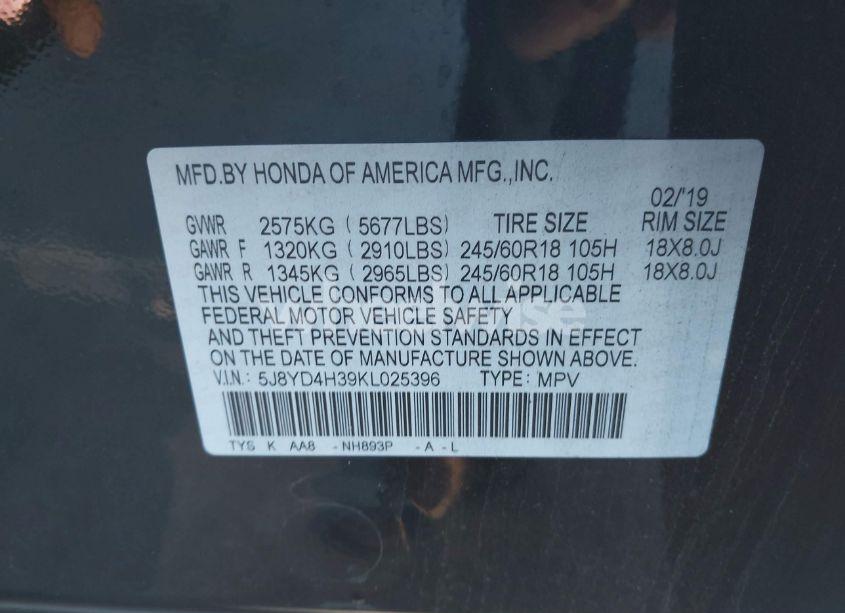 MFD.BY HONDA OF AMERICA MFG.,INC.
02/'19
GVWR 2575KG ( 5677LBS) TIRE SIZE RIM SIZE
GAWR F 1320KG ( 2910LBS) 245/60R18 105H 18X8.0J
GAWR R 1345KG ( 2965LBS) 245/60R18 105H 18X8.0J
THIS VEHICLE CONFORMS TO ALL APPLICABLE
FEDERAL MOTOR VEHICLE SAFETY
AND THEFT PREVENTION STANDARDS IN EFFECT
ON THE DATE OF MANUFACTURE SHOWN ABOVE.
V.I.N.: 5J8YD4H39KL025396 TYPE: MPV
TYS K AA8 - NH893P - A - L